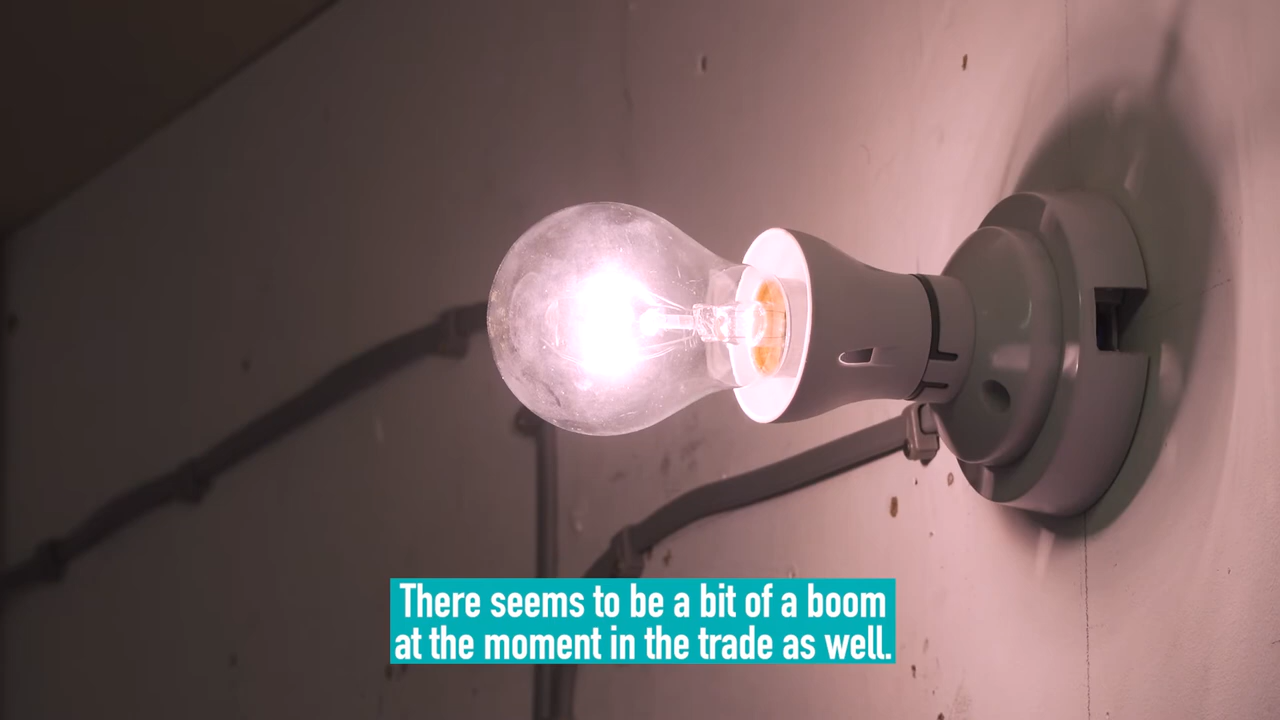 There seems to be a bit of a boom
at the moment in the trade as well.